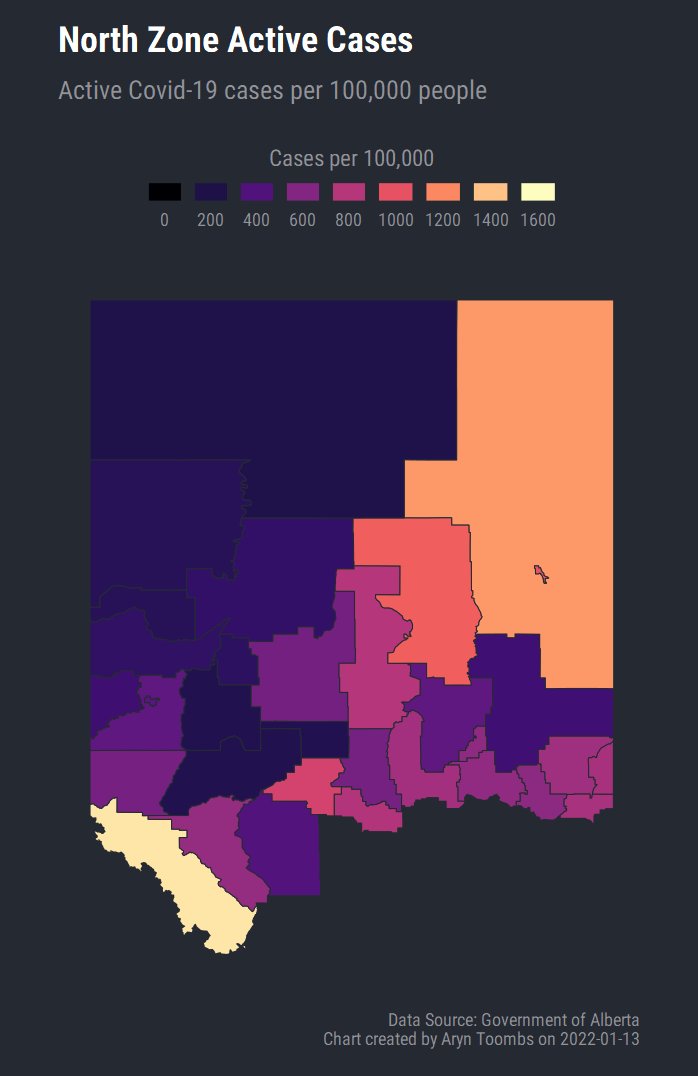 North Zone Active Cases
Active Covid-19 cases per 100,000 people
Cases per 100,000
0 200 400 600 800 1000 1200 1400 1600
Data Source: Government of Alberta
Chart created by Aryn Toombs on 2022-01-13